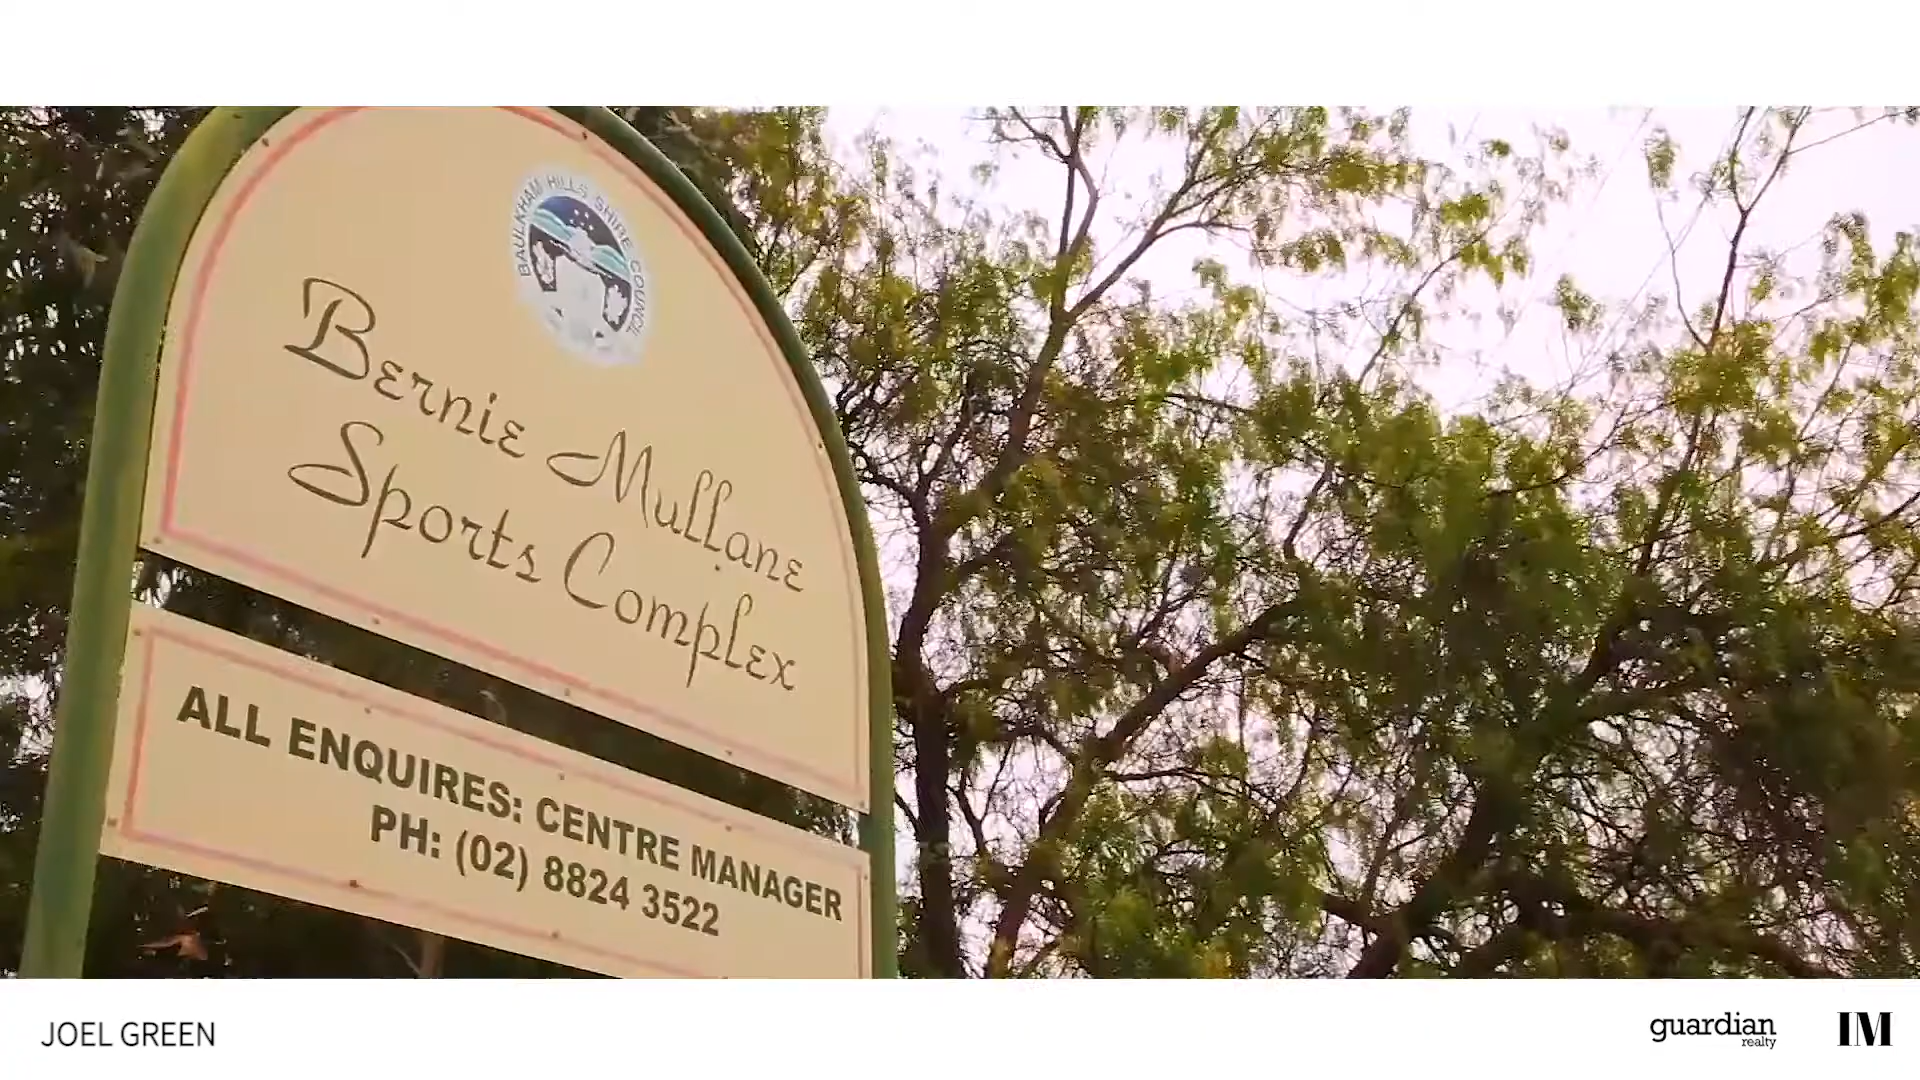 BAULKHAM HILLS SHIRE COUNCIL
Bernie Mullane
Sports Complex
ALL ENQUIRES: CENTRE MANAGER
PH: (02) 8824 3522
JOEL GREEN
guardian
realty
IM